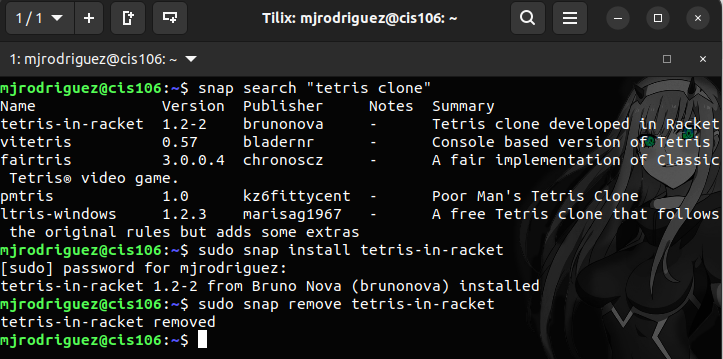 1 / 1
Tilix: mjrodriguez@cis106: ~
1: mjrodriguez@cis106: ~
mjrodriguez@cis106:~$ snap search "tetris clone"
Name              Version  Publisher     Notes  Summary
tetris-in-racket  1.2-2    brunonova     -      Tetris clone developed in Racket
vitetris          0.57     bladernr      -      Console based version of Tetris
fairtris          3.0.0.4  chronoscz     -      A fair implementation of Classic
 Tetris® video game.
pmtris            1.0      kz6fittycent  -      Poor Man's Tetris Clone
ltris-windows     1.2.3    marisag1967   -      A free Tetris clone that follows
 the original rules but adds some extras
mjrodriguez@cis106:~$ sudo snap install tetris-in-racket
[sudo] password for mjrodriguez:
tetris-in-racket 1.2-2 from Bruno Nova (brunonova) installed
mjrodriguez@cis106:~$ sudo snap remove tetris-in-racket
tetris-in-racket removed
mjrodriguez@cis106:~$